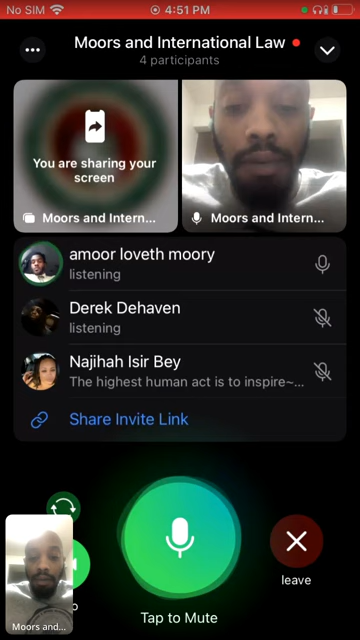 No SIM
4:51 PM
Moors and International Law
4 participants
You are sharing your
screen
Moors and Intern...
Moors and Intern...
amoor loveth moory
listening
Derek Dehaven
listening
Najihah Isir Bey
The highest human act is to inspire~...
Share Invite Link
leave
Moors and...
Tap to Mute